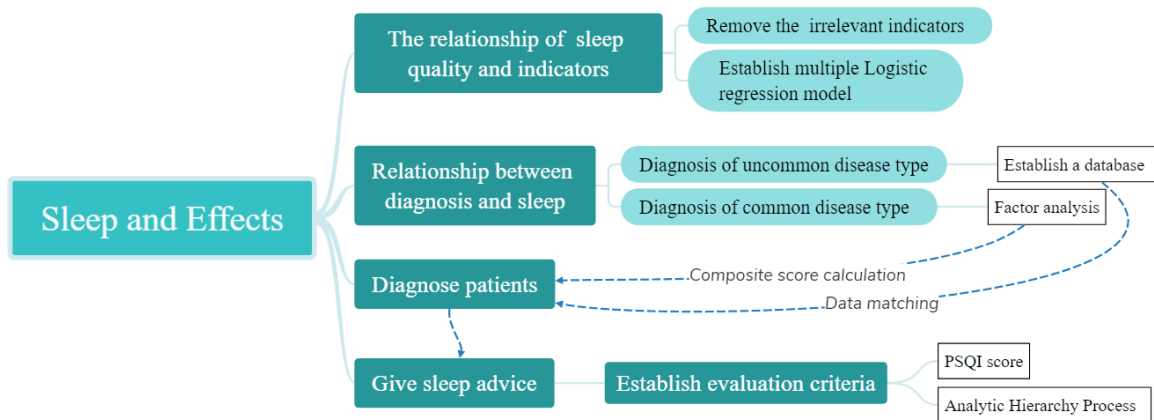 Sleep and Effects
The relationship of sleep
quality and indicators
Remove the irrelevant indicators
Establish multiple Logistic
regression model
Relationship between
diagnosis and sleep
Diagnosis of uncommon disease type
Establish a database
Diagnosis of common disease type
Factor analysis
Diagnose patients
Composite score calculation
Data matching
Give sleep advice
Establish evaluation criteria
PSQI score
Analytic Hierarchy Process